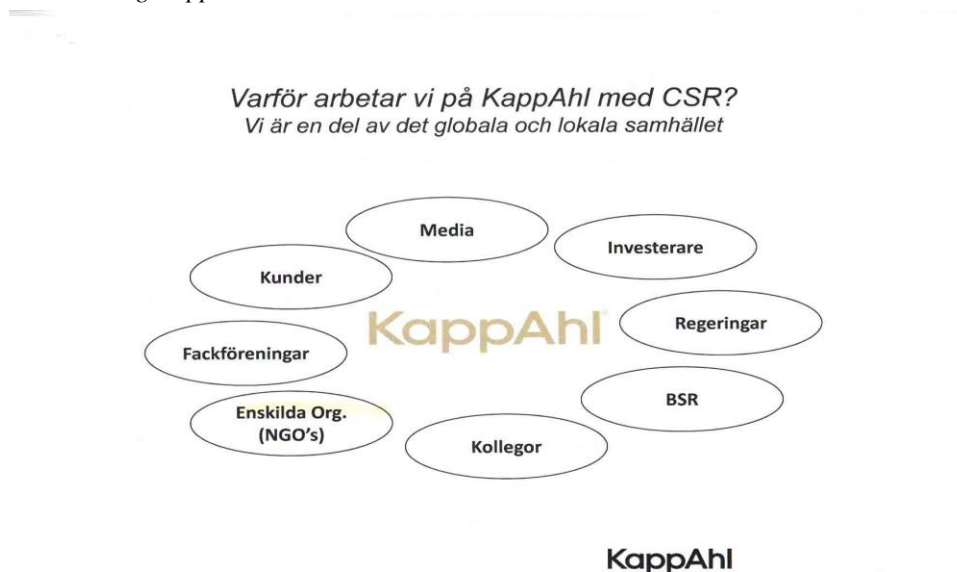 Varför arbetar vi på KappAhl med CSR?
Vi är en del av det globala och lokala samhället
Media
Investerare
Kunder
KappAhl
Regeringar
Fackföreningar
BSR
Enskilda Org.
(NGO's)
Kollegor
KappAhl